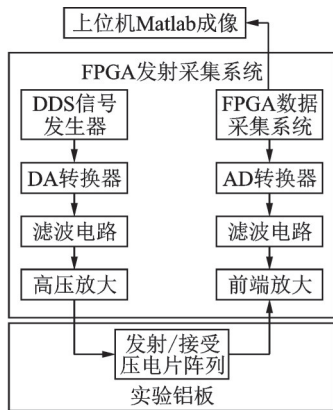 上位机Matlab成像
FPGA发射采集系统
DDS信号
发生器
DA转换器
滤波电路
高压放大
FPGA数据
采集系统
AD转换器
滤波电路
前端放大
发射/接受
压电片阵列
实验铝板